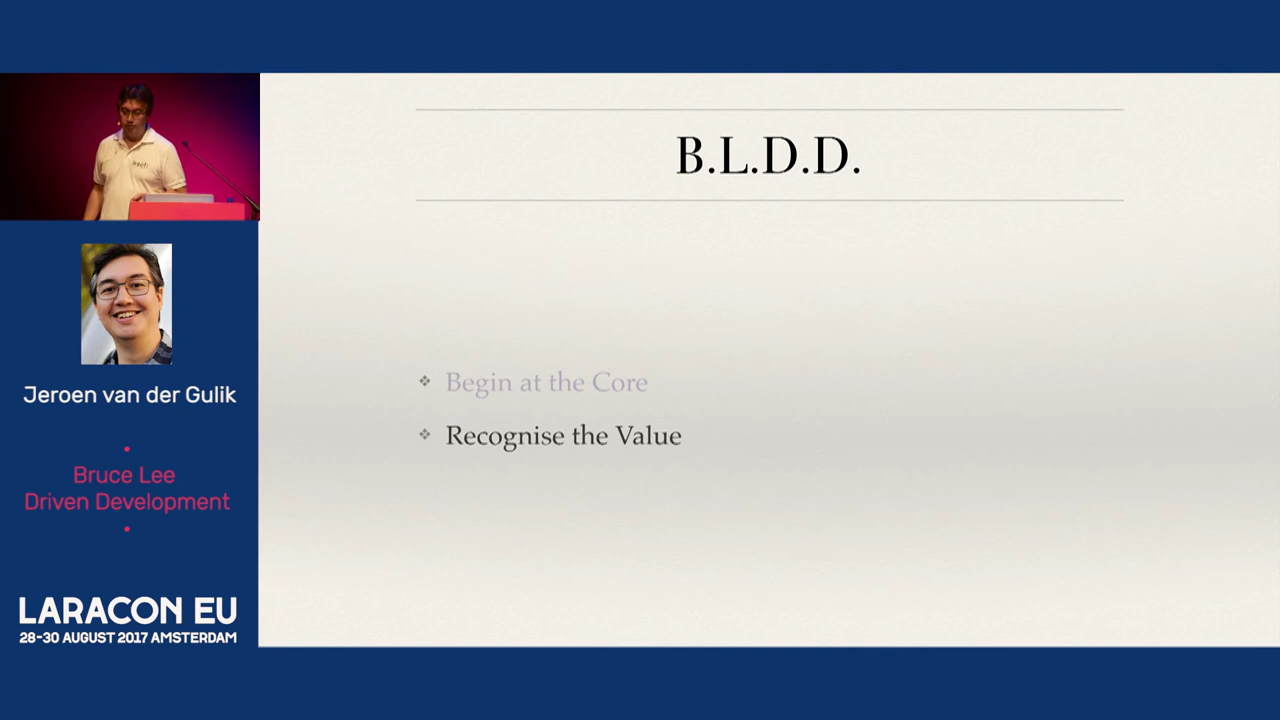 B.L.D.D.
Begin at the Core
Recognise the Value
Jeroen van der Gulik
Bruce Lee
Driven Development
LARACON EU
28-30 AUGUST 2017 AMSTERDAM